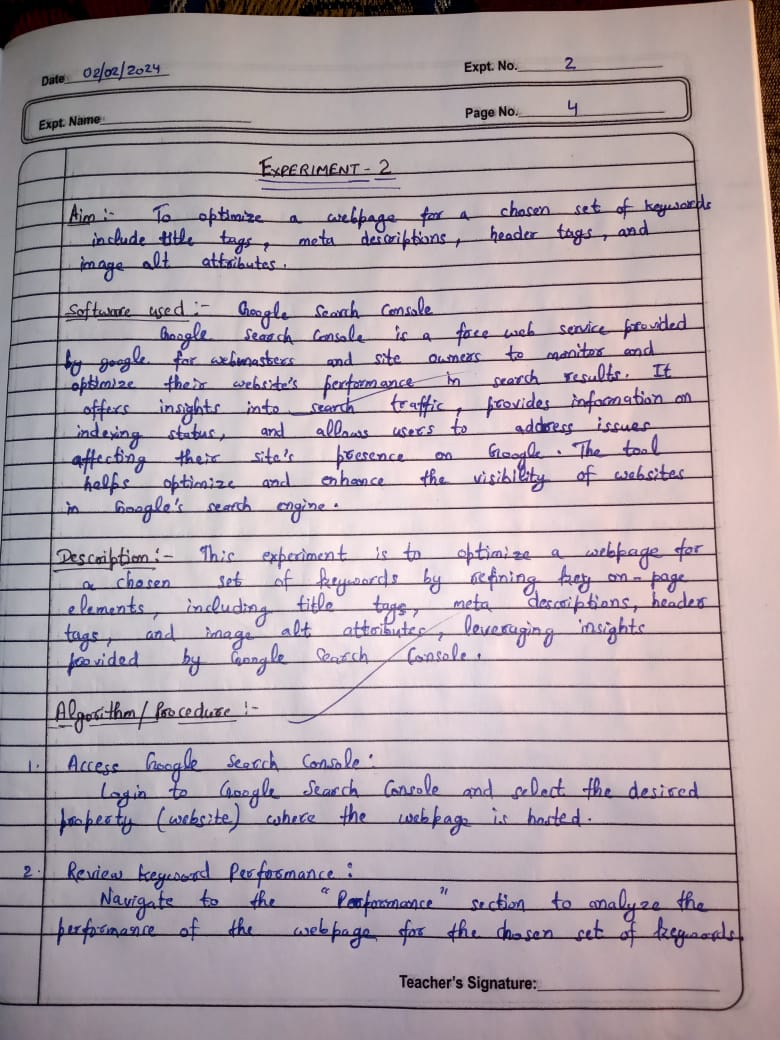 Date 02/02/2024
Expt. No. 2
Expt. Name
Page No. 4
EXPERIMENT - 2
Aim :- To optimize a webpage for a chosen set of keywords
include title tags, meta descriptions, header tags, and
image alt attributes.
Software used :- Google Search Console
Google Search Console is a free web service provided
by google for webmasters and site owners to monitor and
optimize their website's performance in search results. It
offers insights into search traffic, provides information on
indexing status, and allows users to address issues
affecting their site's presence on Google. The tool
helps optimize and enhance the visibility of websites
in Google's search engine.
Description :- This experiment is to optimize a webpage for
a chosen set of keywords by refining key on-page
elements, including title tags, meta descriptions, header
tags, and image alt attributes, leveraging insights
provided by Google Search Console.
Algorithm / Procedure :-
1. Access Google Search Console :
Login to Google Search Console and select the desired
property (website) where the webpage is hosted.
2. Review keyword Performance :
Navigate to the "Performance" section to analyze the
performance of the webpage for the chosen set of keywords.
Teacher's Signature: